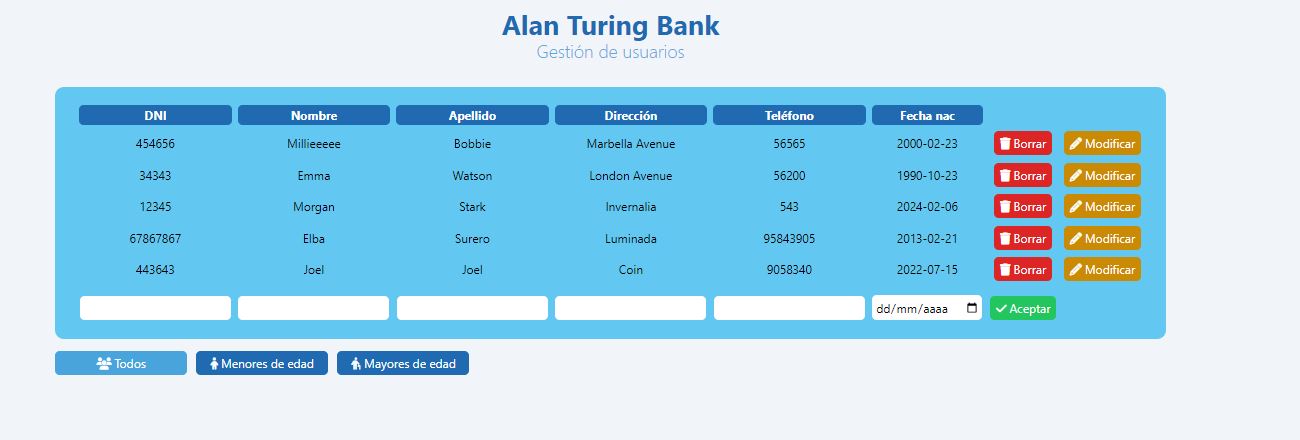 Alan Turing Bank
Gestión de usuarios
DNI Nombre Apellido Dirección Teléfono Fecha nac
454656 Millieeeee Bobbie Marbella Avenue 56565 2000-02-23 Borrar Modificar
34343 Emma Watson London Avenue 56200 1990-10-23 Borrar Modificar
12345 Morgan Stark Invernalia 543 2024-02-06 Borrar Modificar
67867867 Elba Surero Luminada 95843905 2013-02-21 Borrar Modificar
443643 Joel Joel Coin 9058340 2022-07-15 Borrar Modificar
dd/mm/aaaa Aceptar
Todos Menores de edad Mayores de edad